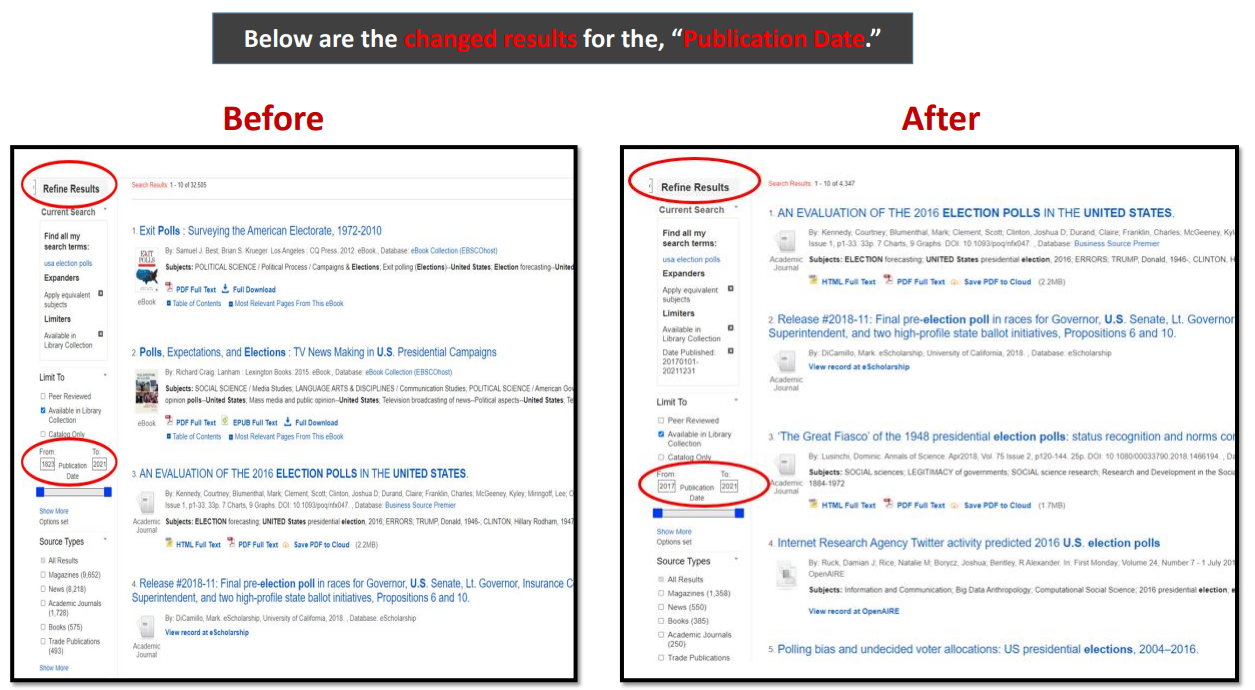 Below are the changed results for the, “Publication Date.”
Before
Refine Results
Current Search
Find all my
search terms:
usa election polls
Expanders
Apply equivalent
subjects
Limiters
Available in
Library Collection
Limit To
Peer Reviewed
Available in Library
Collection
Catalog Only
From: To:
1823 Publication 2021
Date
Show More
Options set
Source Types
All Results
Magazines (9,652)
News (8,218)
Academic Journals
(1,728)
Books (575)
Trade Publications
(493)
Show More
Search Results: 1 - 10 of 32,505
1. Exit Polls : Surveying the American Electorate, 1972-2010
EXIT
POLLS
By: Samuel J. Best; Brian S. Krueger. Los Angeles : CQ Press. 2012. eBook., Database: eBook Collection (EBSCOhost)
Subjects: POLITICAL SCIENCE / Political Process / Campaigns & Elections; Exit polling (Elections)--United States; Election forecasting--United
PDF Full Text Full Download
eBook
Table of Contents Most Relevant Pages From This eBook
2. Polls, Expectations, and Elections : TV News Making in U.S. Presidential Campaigns
By: Richard Craig. Lanham : Lexington Books. 2015. eBook., Database: eBook Collection (EBSCOhost)
Subjects: SOCIAL SCIENCE / Media Studies; LANGUAGE ARTS & DISCIPLINES / Communication Studies; POLITICAL SCIENCE / American Go
opinion polls--United States; Mass media and public opinion--United States; Television broadcasting of news--Political aspects--United States; Te
eBook
PDF Full Text EPUB Full Text Full Download
Table of Contents Most Relevant Pages From This eBook
3. AN EVALUATION OF THE 2016 ELECTION POLLS IN THE UNITED STATES.
By: Kennedy, Courtney; Blumenthal, Mark; Clement, Scott; Clinton, Joshua D; Durand, Claire; Franklin, Charles; McGeeney, Kyley; Miringoff, Lee; C
Issue 1, p1-33. 33p. 7 Charts, 9 Graphs. DOI: 10.1093/poq/nfx047. , Database: Business Source Premier
Academic
Journal
Subjects: ELECTION forecasting; UNITED States presidential election, 2016; ERRORS; TRUMP, Donald, 1946-; CLINTON, Hillary Rodham, 1947
HTML Full Text PDF Full Text Save PDF to Cloud (2.2MB)
4. Release #2018-11: Final pre-election poll in races for Governor, U.S. Senate, Lt. Governor, Insurance C
Superintendent, and two high-profile state ballot initiatives, Propositions 6 and 10.
By: DiCamillo, Mark. eScholarship, University of California, 2018. , Database: eScholarship
View record at eScholarship
Academic
Journal
After
Refine Results
Current Search
Find all my
search terms:
usa election polls
Expanders
Apply equivalent
subjects
Limiters
Available in
Library Collection
Date Published:
20170101-
20211231
Limit To
Peer Reviewed
Available in Library
Collection
Catalog Only
From: To:
2017 Publication 2021
Date
Show More
Options set
Source Types
All Results
Magazines (1,358)
News (550)
Books (385)
Academic Journals
(250)
Trade Publications
Search Results: 1 - 10 of 4,347
1. AN EVALUATION OF THE 2016 ELECTION POLLS IN THE UNITED STATES.
By: Kennedy, Courtney; Blumenthal, Mark; Clement, Scott; Clinton, Joshua D; Durand, Claire; Franklin, Charles; McGeeney, Kyl
Issue 1, p1-33. 33p. 7 Charts, 9 Graphs. DOI: 10.1093/poq/nfx047. , Database: Business Source Premier
Academic
Journal
Subjects: ELECTION forecasting; UNITED States presidential election, 2016; ERRORS; TRUMP, Donald, 1946-; CLINTON, H
HTML Full Text PDF Full Text Save PDF to Cloud (2.2MB)
2. Release #2018-11: Final pre-election poll in races for Governor, U.S. Senate, Lt. Governor
Superintendent, and two high-profile state ballot initiatives, Propositions 6 and 10.
By: DiCamillo, Mark. eScholarship, University of California, 2018. , Database: eScholarship
View record at eScholarship
Academic
Journal
3. 'The Great Fiasco' of the 1948 presidential election polls: status recognition and norms con
By: Lusinchi, Dominic. Annals of Science. Apr2018, Vol. 75 Issue 2, p120-144. 25p. DOI: 10.1080/00033790.2018.1466194. , Da
Academic
Journal
Subjects: SOCIAL sciences; LEGITIMACY of governments; SOCIAL science research; Research and Development in the Socia
1884-1972
HTML Full Text PDF Full Text Save PDF to Cloud (1.7MB)
4. Internet Research Agency Twitter activity predicted 2016 U.S. election polls
By: Ruck, Damian J; Rice, Natalie M; Borycz, Joshua; Bentley, R Alexander. In: First Monday; Volume 24, Number 7 - 1 July 201
OpenAIRE
Subjects: Information and Communication; Big Data Anthropology; Computational Social Science; 2016 presidential election; e
View record at OpenAIRE
5. Polling bias and undecided voter allocations: US presidential elections, 2004–2016.